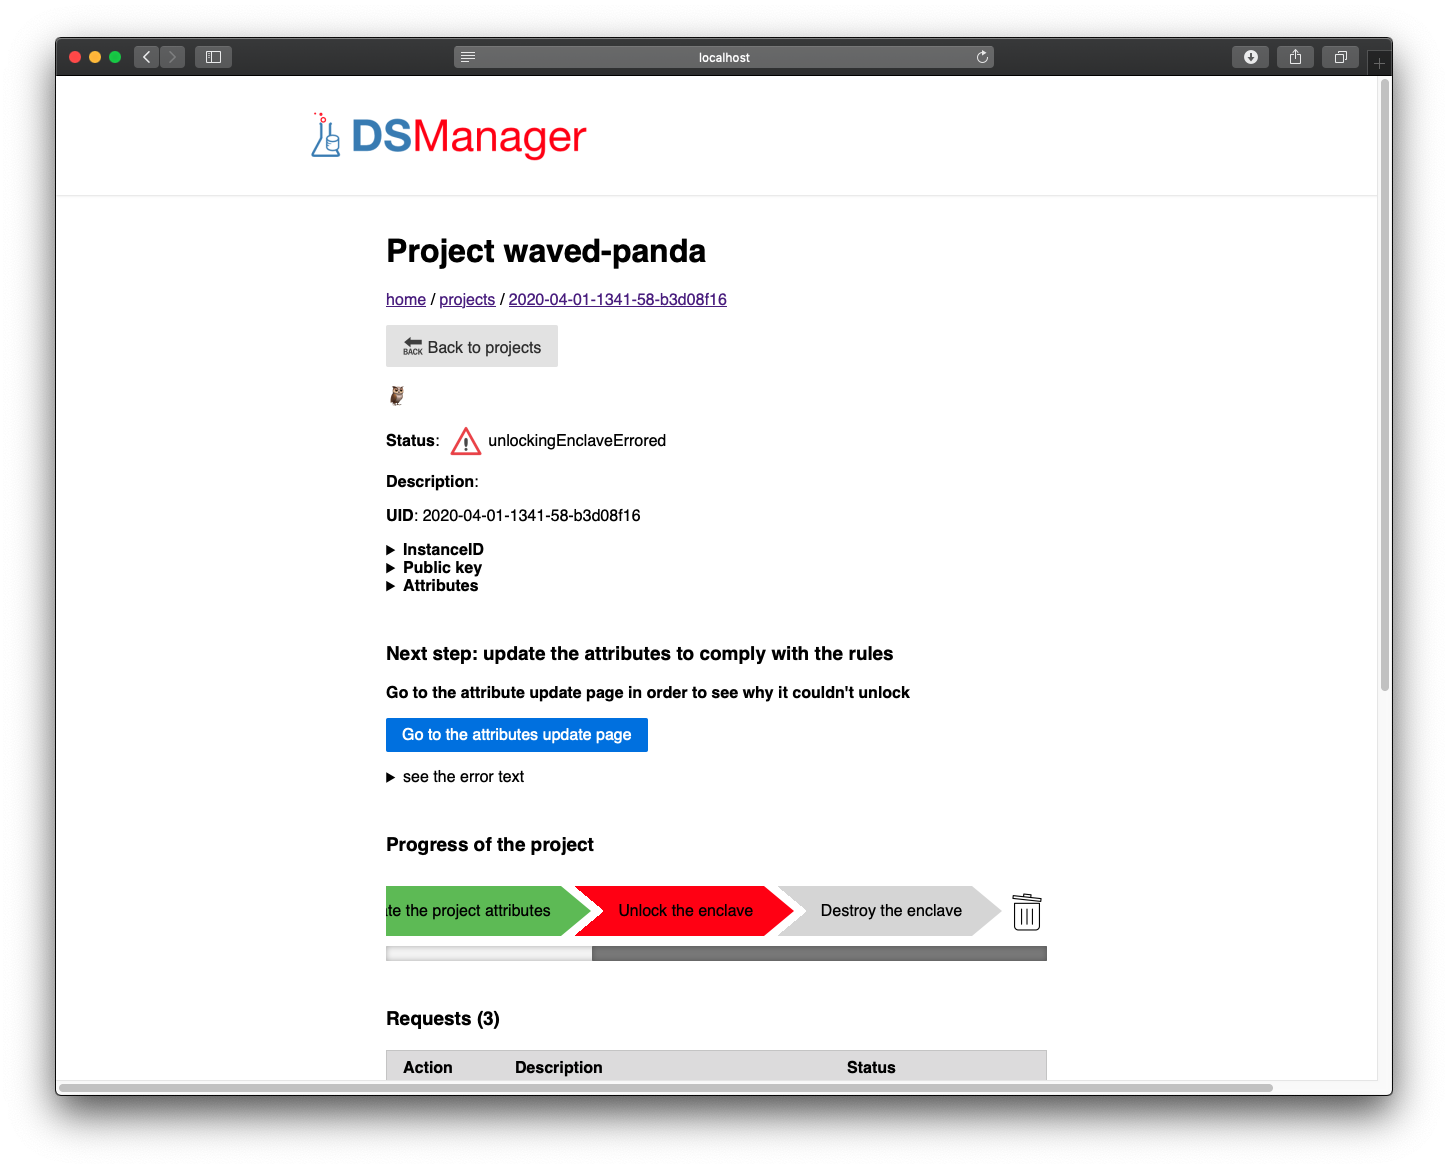 localhost
DSManager
Project waved-panda
home / projects / 2020-04-01-1341-58-b3d08f16
BACK Back to projects
Status: unlockingEnclaveErrored
Description:
UID: 2020-04-01-1341-58-b3d08f16
InstanceID
Public key
Attributes
Next step: update the attributes to comply with the rules
Go to the attribute update page in order to see why it couldn't unlock
Go to the attributes update page
see the error text
Progress of the project
te the project attributes Unlock the enclave Destroy the enclave
Requests (3)
Action Description Status